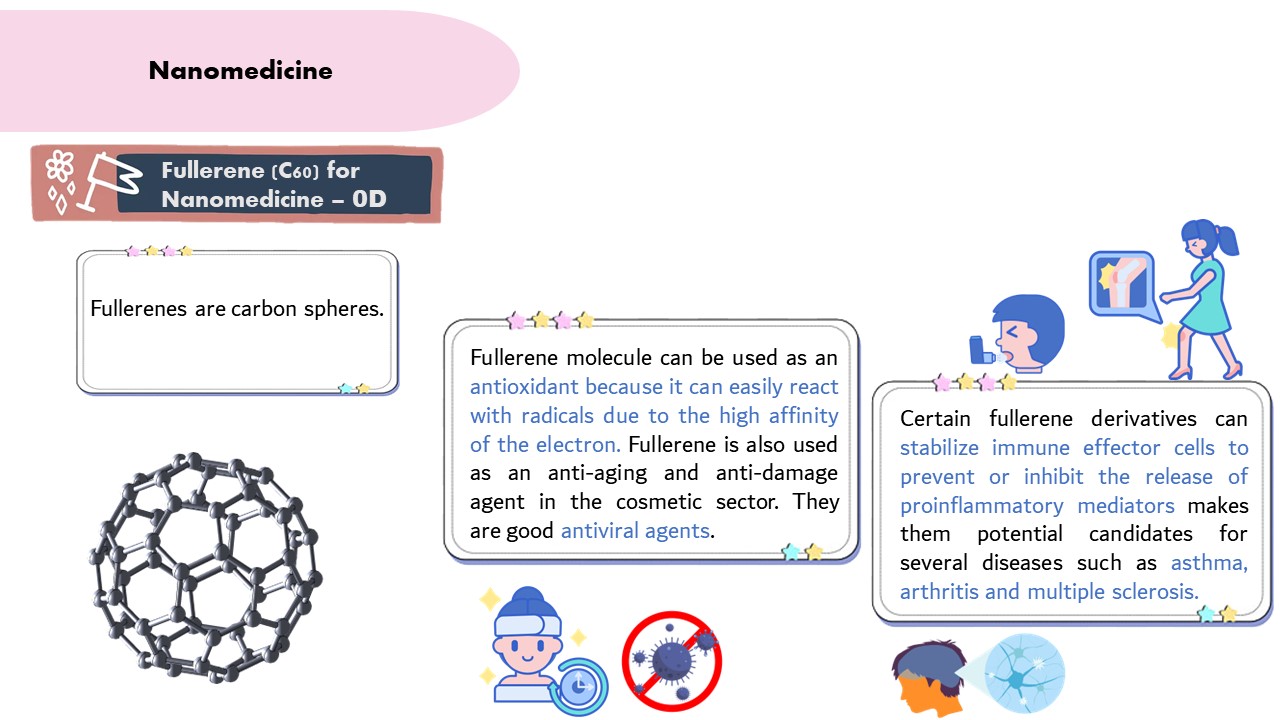 Nanomedicine
Fullerene (C60) for
Nanomedicine – 0D
Fullerenes are carbon spheres.
Fullerene molecule can be used as an
antioxidant because it can easily react
with radicals due to the high affinity
of the electron. Fullerene is also used
as an anti-aging and anti-damage
agent in the cosmetic sector. They
are good antiviral agents.
Certain fullerene derivatives can
stabilize immune effector cells to
prevent or inhibit the release of
proinflammatory mediators makes
them potential candidates for
several diseases such as asthma,
arthritis and multiple sclerosis.